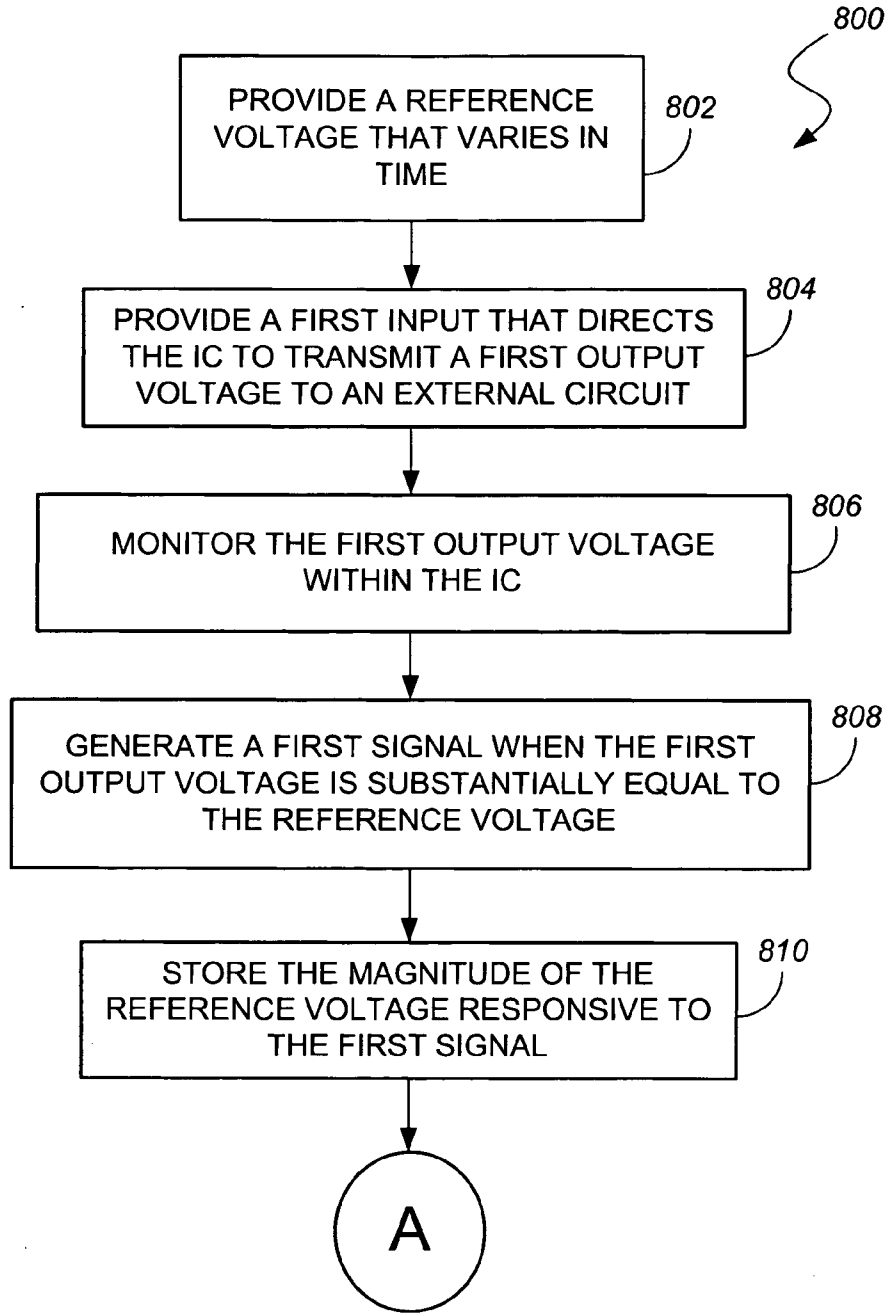 800
PROVIDE A REFERENCE
VOLTAGE THAT VARIES IN
TIME
802
PROVIDE A FIRST INPUT THAT DIRECTS
THE IC TO TRANSMIT A FIRST OUTPUT
VOLTAGE TO AN EXTERNAL CIRCUIT
804
MONITOR THE FIRST OUTPUT VOLTAGE
WITHIN THE IC
806
GENERATE A FIRST SIGNAL WHEN THE FIRST
OUTPUT VOLTAGE IS SUBSTANTIALLY EQUAL TO
THE REFERENCE VOLTAGE
808
STORE THE MAGNITUDE OF THE
REFERENCE VOLTAGE RESPONSIVE TO
THE FIRST SIGNAL
810
A